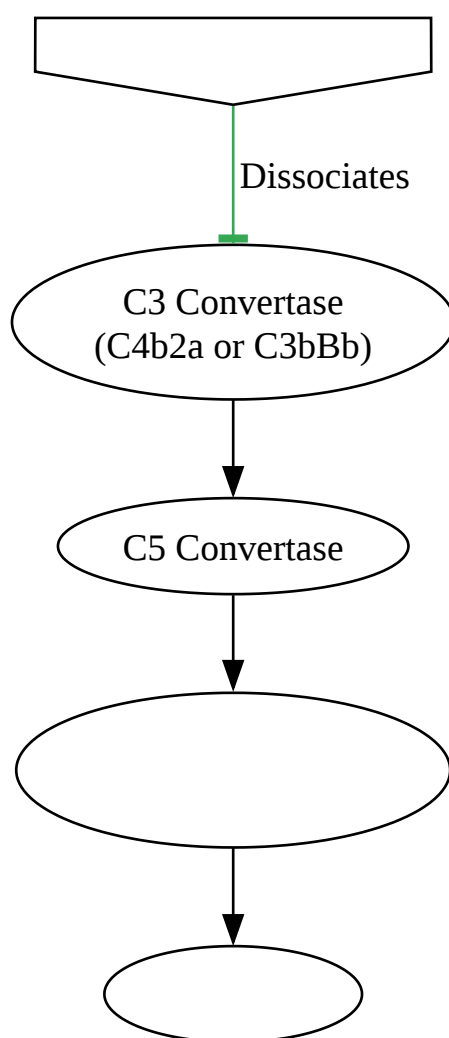 Dissociates
C3 Convertase
(C4b2a or C3bBb)
C5 Convertase